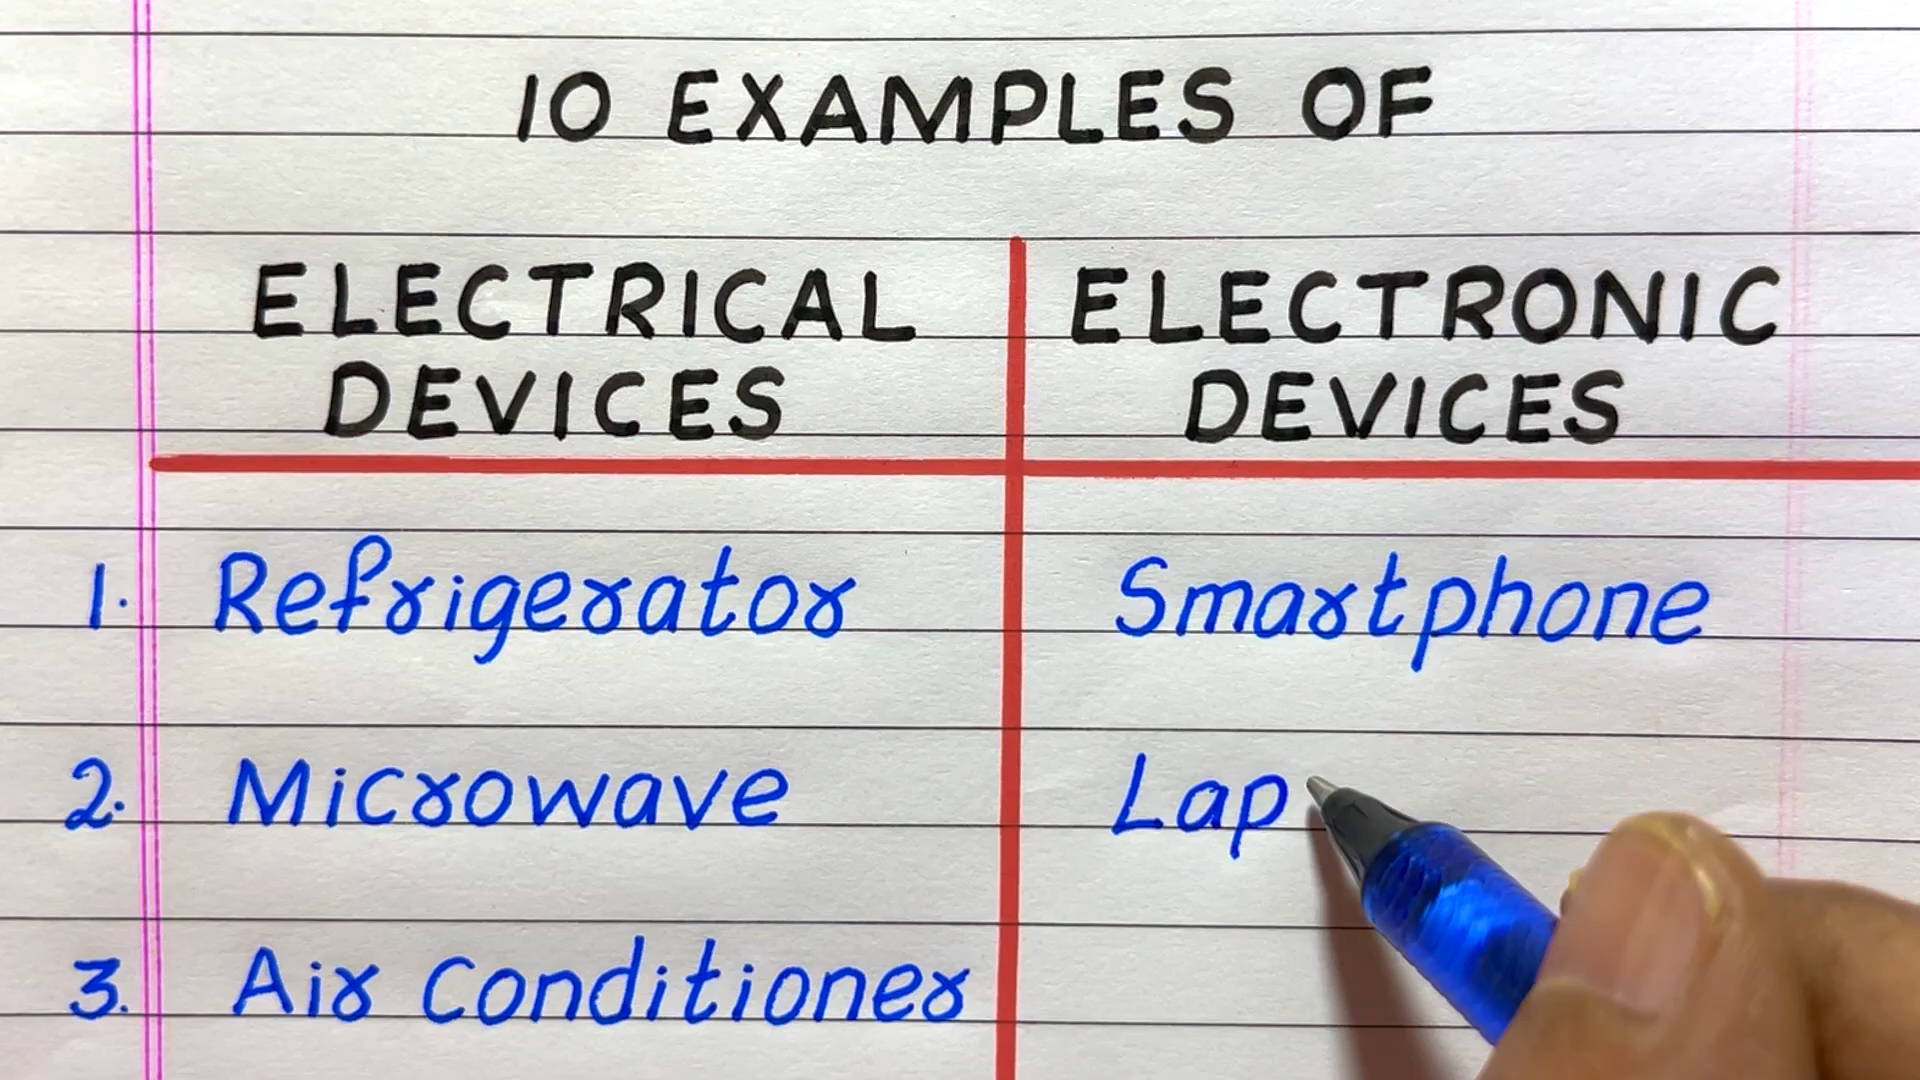 10 EXAMPLES OF
ELECTRICAL DEVICES
ELECTRONIC DEVICES
1. Refrigerator Smartphone
2. Microwave Lap
3. Air Conditioner